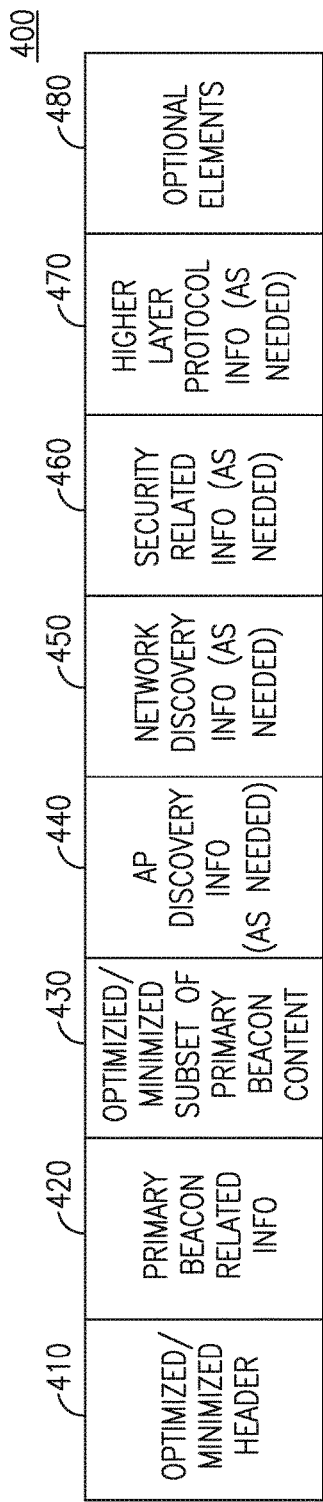 400
410
OPTIMIZED/
MINIMIZED
HEADER
420
PRIMARY
BEACON
RELATED
INFO
430
OPTIMIZIED/
MINIMIZED
SUBSET OF
PRIMARY
BEACON
CONTENT
440
AP
DISCOVERY
INFO
(AS NEEDED)
450
NETWORK
DISCOVERY
INFO (AS
NEEDED)
460
SECURITY
RELATED
INFO (AS
NEEDED)
470
HIGHER
LAYER
PROTOCOL
INFO (AS
NEEDED)
480
OPTIONAL
ELEMENTS